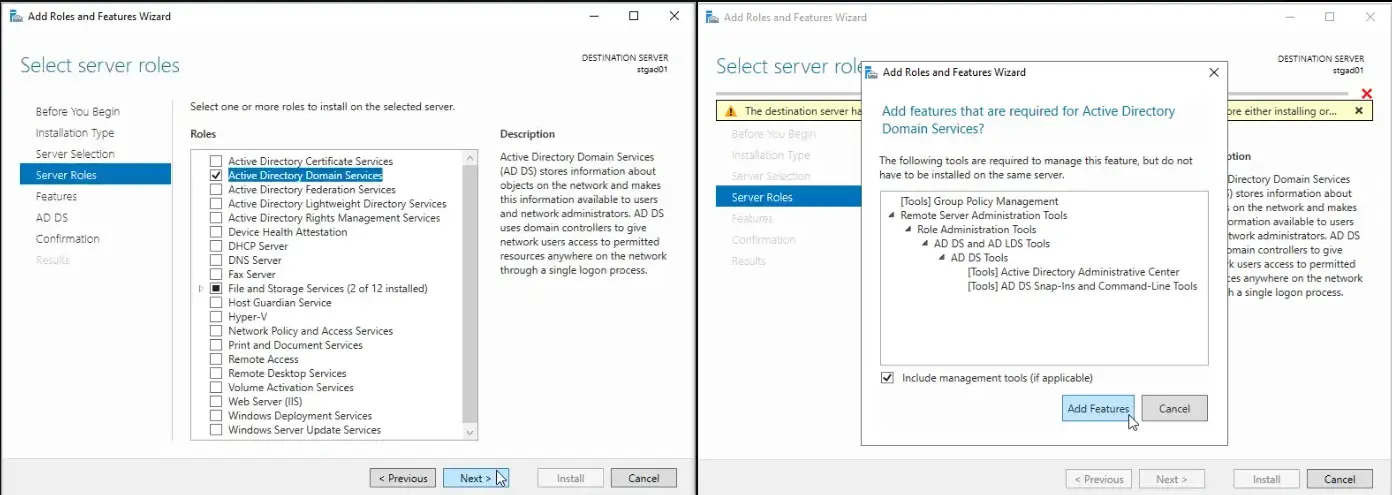 Add Roles and Features Wizard
Select server roles
DESTINATION SERVER
stgad01
Before You Begin
Installation Type
Server Selection
Server Roles
Features
AD DS
Confirmation
Results
Select one or more roles to install on the selected server.
Roles
Active Directory Certificate Services
Active Directory Domain Services
Active Directory Federation Services
Active Directory Lightweight Directory Services
Active Directory Rights Management Services
Device Health Attestation
DHCP Server
DNS Server
Fax Server
File and Storage Services (2 of 12 installed)
Host Guardian Service
Hyper-V
Network Policy and Access Services
Print and Document Services
Remote Access
Remote Desktop Services
Volume Activation Services
Web Server (IIS)
Windows Deployment Services
Windows Server Update Services
Description
Active Directory Domain Services
(AD DS) stores information about
objects on the network and makes
this information available to users
and network administrators. AD DS
uses domain controllers to give
network users access to permitted
resources anywhere on the network
through a single logon process.
< Previous
Next >
Install
Cancel
Add Roles and Features Wizard
Select server role
DESTINATION SERVER
stgad01
The destination server ha
ore either installing or...
Before You Begin
Installation Type
Server Selection
Server Roles
Features
Confirmation
Results
Add Roles and Features Wizard
Add features that are required for Active Directory
Domain Services?
The following tools are required to manage this feature, but do not
have to be installed on the same server.
[Tools] Group Policy Management
Remote Server Administration Tools
Role Administration Tools
AD DS and AD LDS Tools
AD DS Tools
[Tools] Active Directory Administrative Center
[Tools] AD DS Snap-Ins and Command-Line Tools
Include management tools (if applicable)
Add Features
Cancel
ption
Directory Domain Services
) stores information about
on the network and makes
ormation available to users
twork administrators. AD DS
omain controllers to give
k users access to permitted
ces anywhere on the network
h a single logon process.
< Previous
Next >
Install
Cancel